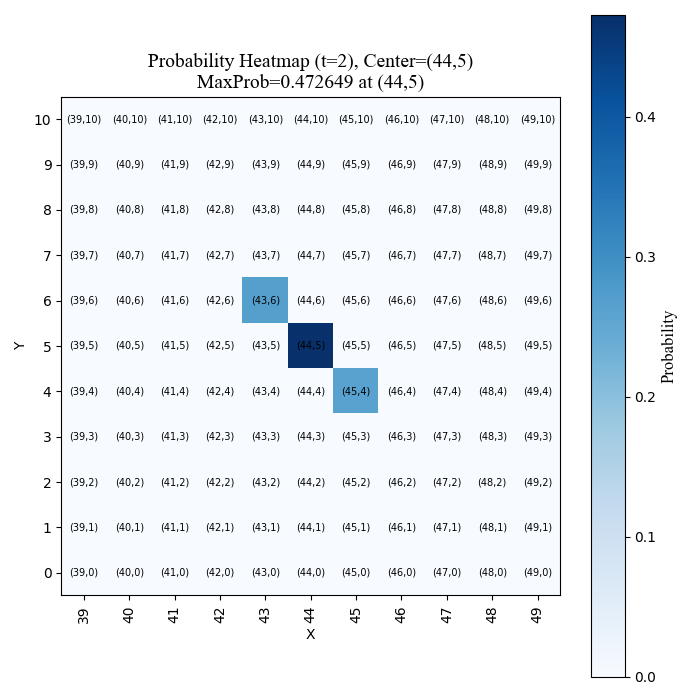 Probability Heatmap (t=2), Center=(44,5)
MaxProb=0.472649 at (44,5)
10 (39,10) (40,10) (41,10) (42,10) (43,10) (44,10) (45,10) (46,10) (47,10) (48,10) (49,10)
9 (39,9) (40,9) (41,9) (42,9) (43,9) (44,9) (45,9) (46,9) (47,9) (48,9) (49,9)
8 (39,8) (40,8) (41,8) (42,8) (43,8) (44,8) (45,8) (46,8) (47,8) (48,8) (49,8)
7 (39,7) (40,7) (41,7) (42,7) (43,7) (44,7) (45,7) (46,7) (47,7) (48,7) (49,7)
6 (39,6) (40,6) (41,6) (42,6) (43,6) (44,6) (45,6) (46,6) (47,6) (48,6) (49,6)
5 (39,5) (40,5) (41,5) (42,5) (43,5) (44,5) (45,5) (46,5) (47,5) (48,5) (49,5)
4 (39,4) (40,4) (41,4) (42,4) (43,4) (44,4) (45,4) (46,4) (47,4) (48,4) (49,4)
3 (39,3) (40,3) (41,3) (42,3) (43,3) (44,3) (45,3) (46,3) (47,3) (48,3) (49,3)
2 (39,2) (40,2) (41,2) (42,2) (43,2) (44,2) (45,2) (46,2) (47,2) (48,2) (49,2)
1 (39,1) (40,1) (41,1) (42,1) (43,1) (44,1) (45,1) (46,1) (47,1) (48,1) (49,1)
0 (39,0) (40,0) (41,0) (42,0) (43,0) (44,0) (45,0) (46,0) (47,0) (48,0) (49,0)
Y
39 40 41 42 43 44 45 46 47 48 49
X
0.4
0.3
0.2
0.1
0.0
Probability